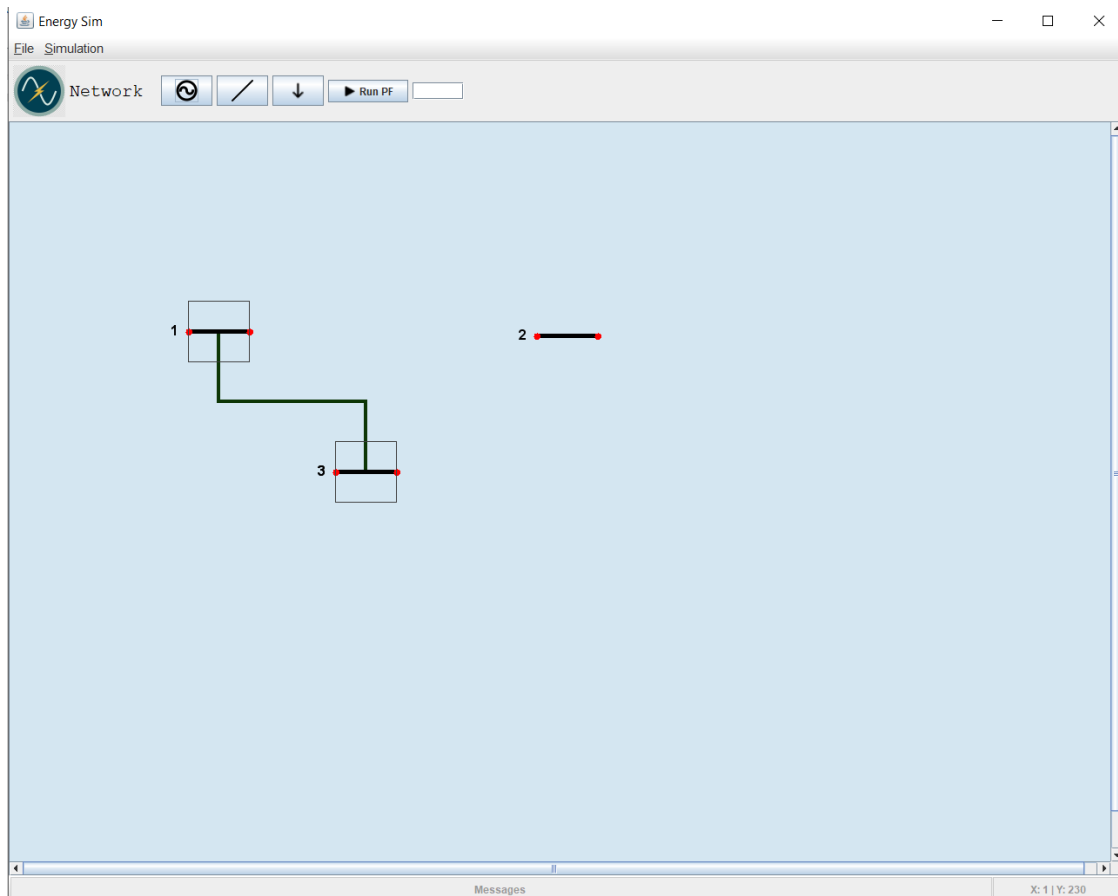 Energy Sim
File Simulation
Network Run PF
1
2
3
Messages X: 1 | Y: 230